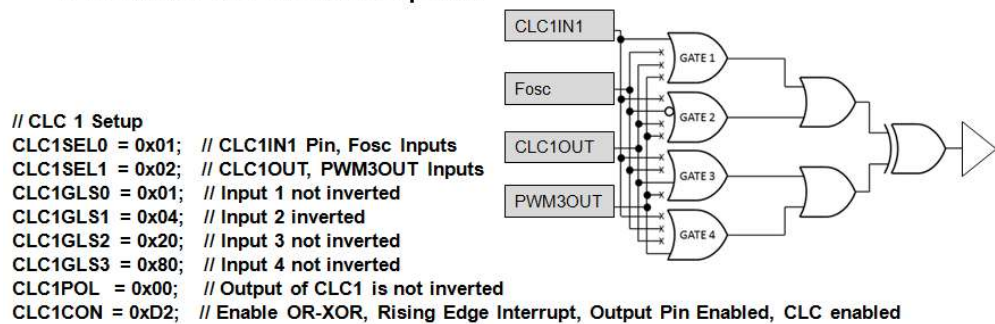 CLC1IN1
Fosc
CLC1OUT
PWM3OUT
GATE 1
GATE 2
GATE 3
GATE 4
// CLC 1 Setup
CLC1SEL0 = 0x01; // CLC1IN1 Pin, Fosc Inputs
CLC1SEL1 = 0x02; // CLC1OUT, PWM3OUT Inputs
CLC1GLS0 = 0x01; // Input 1 not inverted
CLC1GLS1 = 0x04; // Input 2 inverted
CLC1GLS2 = 0x20; // Input 3 not inverted
CLC1GLS3 = 0x80; // Input 4 not inverted
CLC1POL = 0x00; // Output of CLC1 is not inverted
CLC1CON = 0xD2; // Enable OR-XOR, Rising Edge Interrupt, Output Pin Enabled, CLC enabled